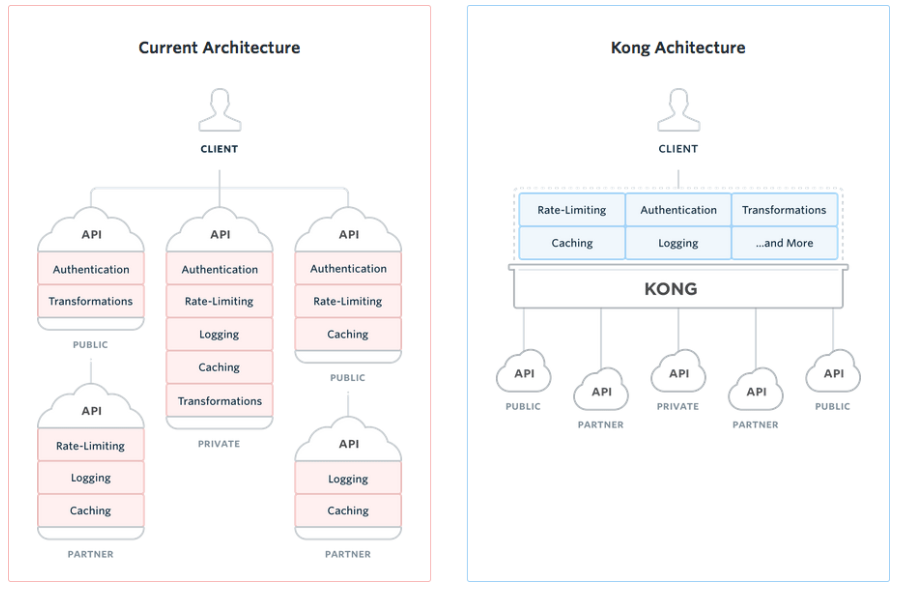 Current Architecture
CLIENT
API
Authentication
Transformations
PUBLIC
API
Rate-Limiting
Logging
Caching
PARTNER
API
Authentication
Rate-Limiting
Logging
Caching
Transformations
PRIVATE
API
Authentication
Rate-Limiting
Caching
PUBLIC
API
Logging
Caching
PARTNER
Kong Achitecture
CLIENT
Rate-Limiting Authentication Transformations
Caching Logging ...and More
KONG
API
PUBLIC
API
PARTNER
API
PRIVATE
API
PARTNER
API
PUBLIC